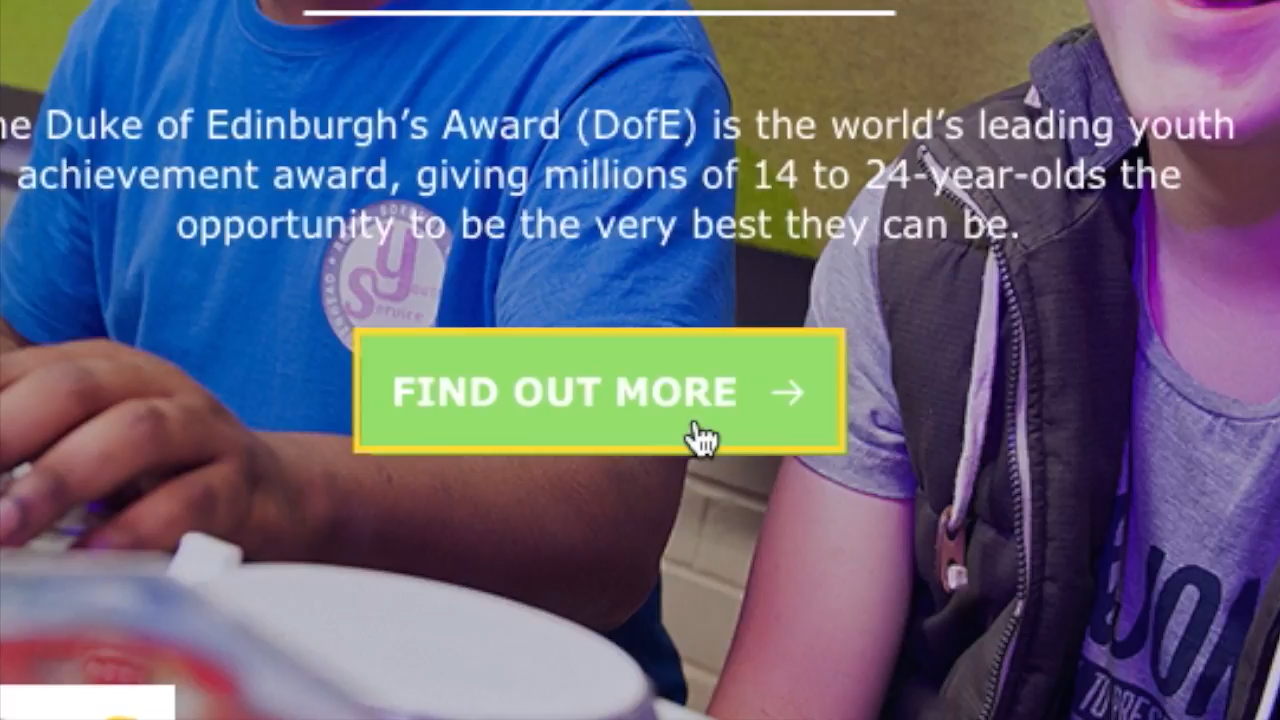 he Duke of Edinburgh's Award (DofE) is the world's leading youth
achievement award, giving millions of 14 to 24-year-olds the
opportunity to be the very best they can be.
FIND OUT MORE →